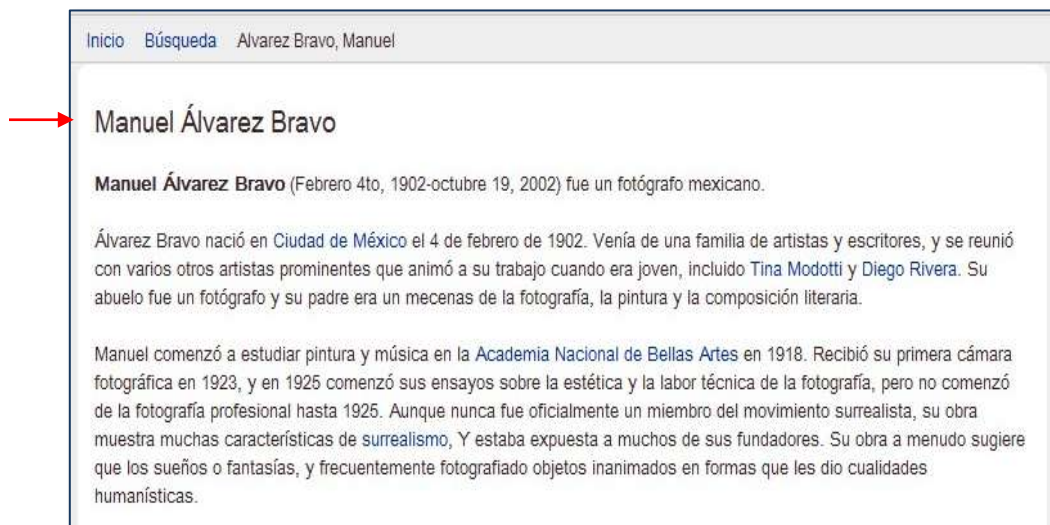 Inicio Búsqueda Alvarez Bravo, Manuel
Manuel Álvarez Bravo
Manuel Álvarez Bravo (Febrero 4to, 1902-octubre 19, 2002) fue un fotógrafo mexicano.
Álvarez Bravo nació en Ciudad de México el 4 de febrero de 1902. Venía de una familia de artistas y escritores, y se reunió
con varios otros artistas prominentes que animó a su trabajo cuando era joven, incluido Tina Modotti y Diego Rivera. Su
abuelo fue un fotógrafo y su padre era un mecenas de la fotografía, la pintura y la composición literaria.
Manuel comenzó a estudiar pintura y música en la Academia Nacional de Bellas Artes en 1918. Recibió su primera cámara
fotográfica en 1923, y en 1925 comenzó sus ensayos sobre la estética y la labor técnica de la fotografía, pero no comenzó
de la fotografía profesional hasta 1925. Aunque nunca fue oficialmente un miembro del movimiento surrealista, su obra
muestra muchas características de surrealismo, Y estaba expuesta a muchos de sus fundadores. Su obra a menudo sugiere
que los sueños o fantasías, y frecuentemente fotografiado objetos inanimados en formas que les dio cualidades
humanísticas.